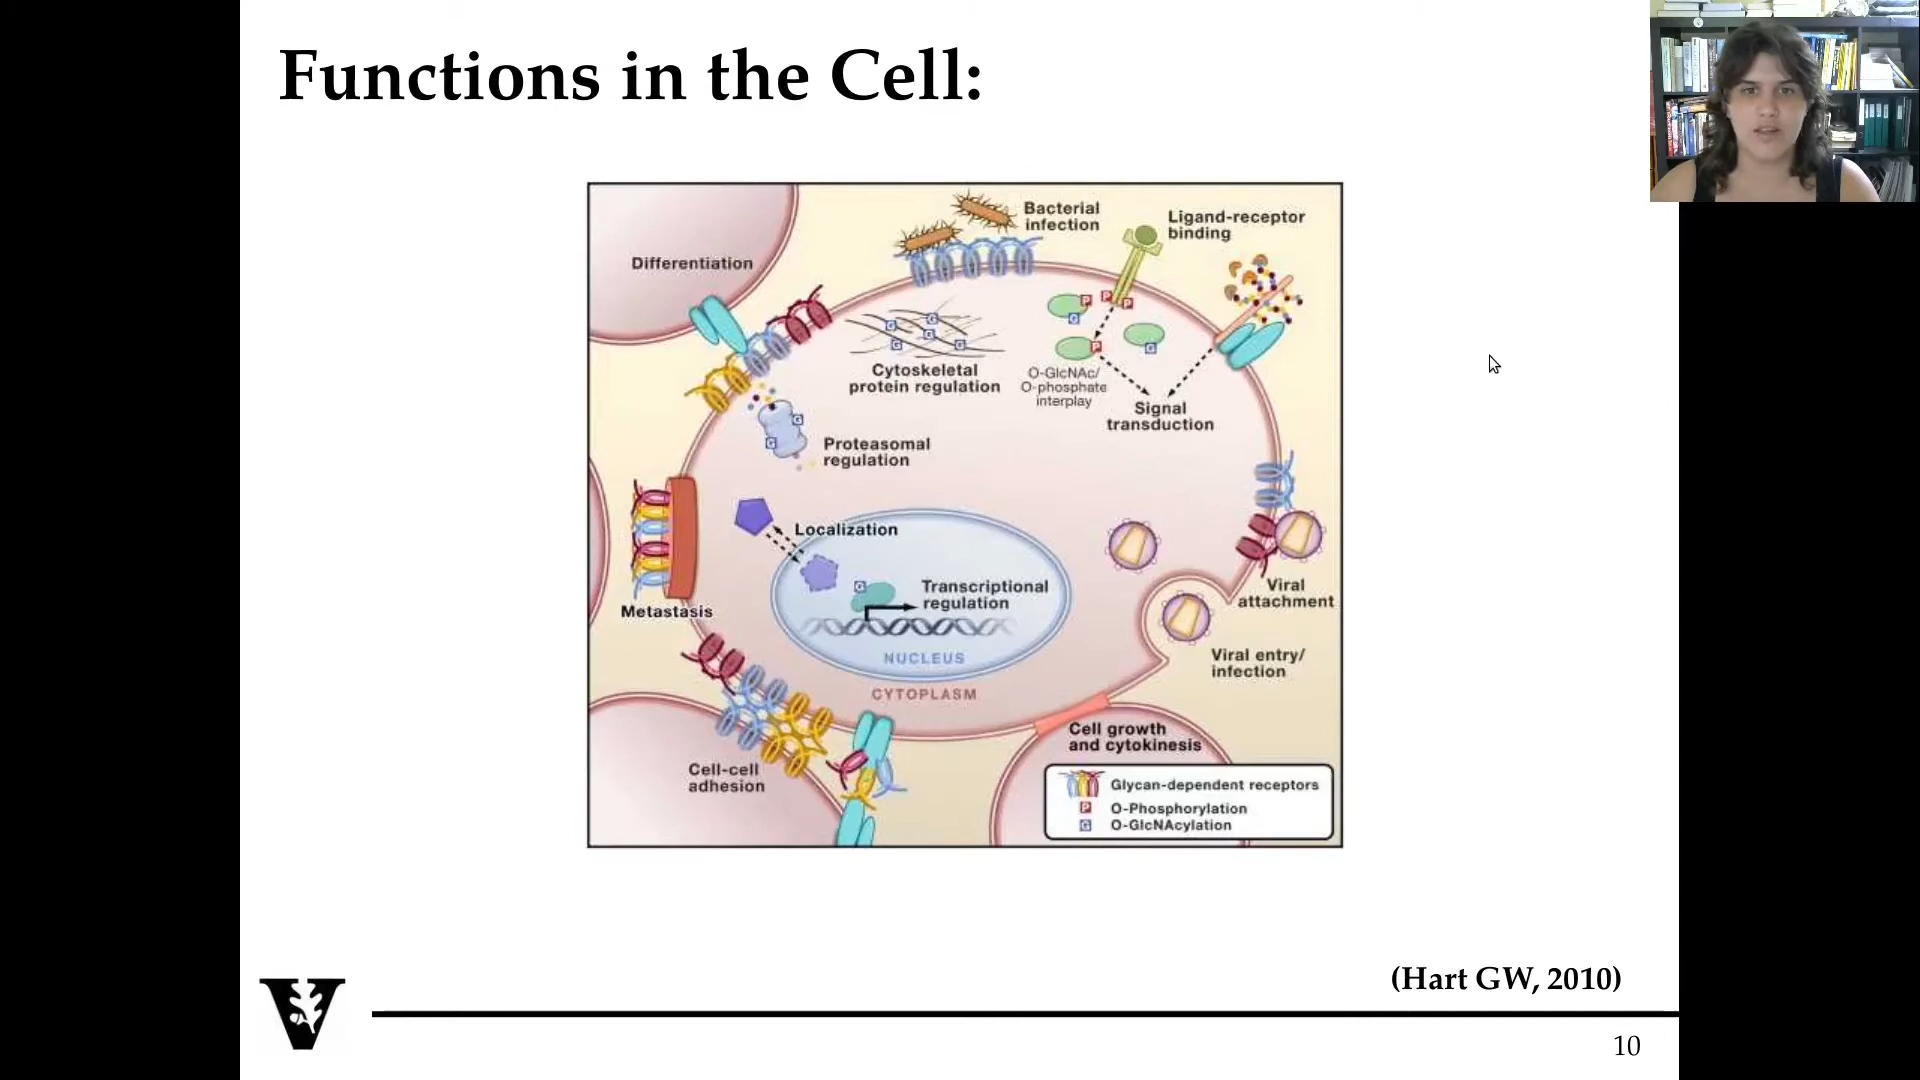 Functions in the Cell:
Bacterial
infection
Ligand-receptor
binding
Differentiation
P
P
P
G
G
G
G
G
G
P
G
Cytoskeletal
protein regulation
O-GlcNAc/
O-phosphate
interplay
Signal
transduction
G
G
Proteasomal
regulation
Localization
G
Transcriptional
regulation
NUCLEUS
CYTOPLASM
Metastasis
Viral
attachment
Viral entry/
infection
Cell growth
and cytokinesis
Cell-cell
adhesion
Glycan-dependent receptors
P O-Phosphorylation
G O-GlcNAcylation
(Hart GW, 2010)
V
10